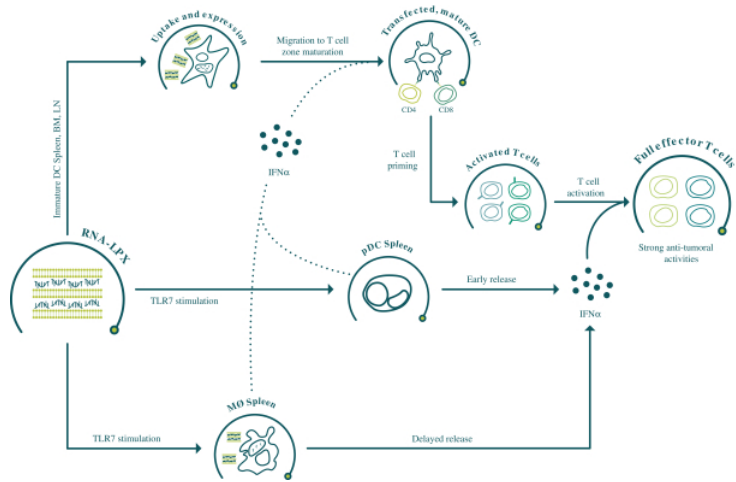 Uptake and expression
Migration to T cell
zone maturation
Transfected, mature DC
CD4
CD8
Immature DC Spleen, BM, LN
IFNα
T cell
priming
Activated T cells
T cell
activation
Full effector T cells
Strong anti-tumoral
activities
RNA-LPX
TLR7 stimulation
pDC Spleen
Early release
IFNα
TLR7 stimulation
MØ Spleen
Delayed release